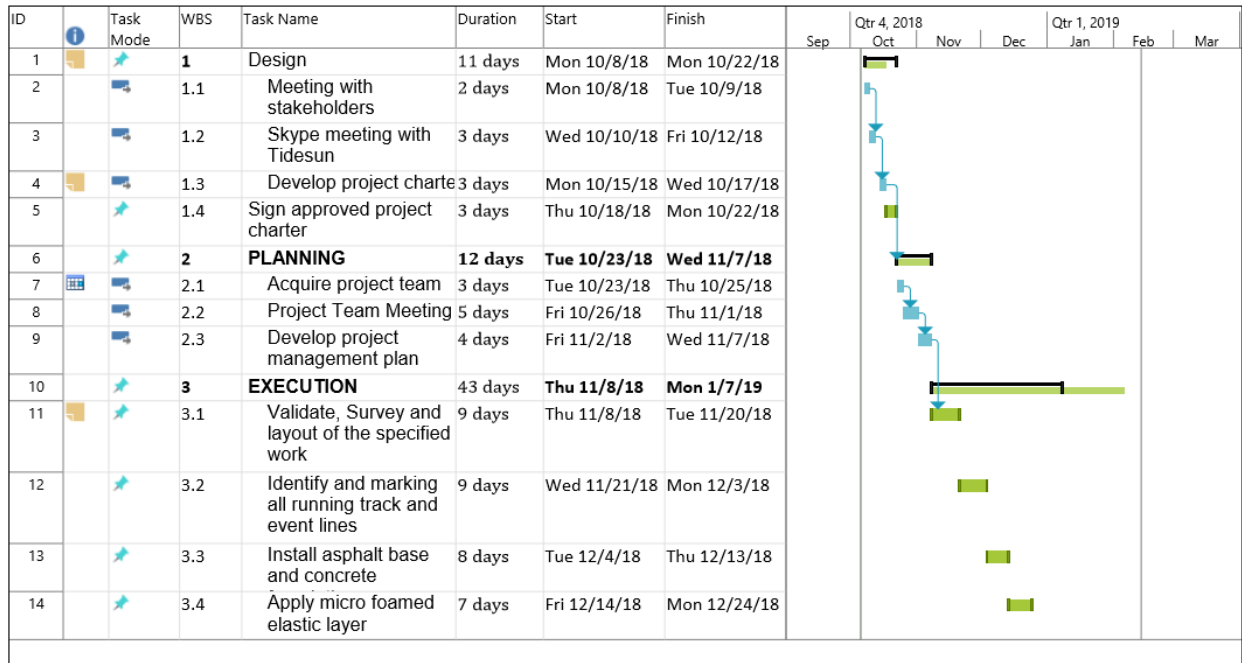 ID Task Mode WBS Task Name Duration Start Finish
Qtr 4, 2018 Qtr 1, 2019
Sep Oct Nov Dec Jan Feb Mar
1 1 Design 11 days Mon 10/8/18 Mon 10/22/18
2 1.1 Meeting with 2 days Mon 10/8/18 Tue 10/9/18
stakeholders
3 1.2 Skype meeting with 3 days Wed 10/10/18 Fri 10/12/18
Tidesun
4 1.3 Develop project charte 3 days Mon 10/15/18 Wed 10/17/18
5 1.4 Sign approved project 3 days Thu 10/18/18 Mon 10/22/18
charter
6 2 PLANNING 12 days Tue 10/23/18 Wed 11/7/18
7 2.1 Acquire project team 3 days Tue 10/23/18 Thu 10/25/18
8 2.2 Project Team Meeting 5 days Fri 10/26/18 Thu 11/1/18
9 2.3 Develop project 4 days Fri 11/2/18 Wed 11/7/18
management plan
10 3 EXECUTION 43 days Thu 11/8/18 Mon 1/7/19
11 3.1 Validate, Survey and 9 days Thu 11/8/18 Tue 11/20/18
layout of the specified
work
12 3.2 Identify and marking 9 days Wed 11/21/18 Mon 12/3/18
all running track and
event lines
13 3.3 Install asphalt base 8 days Tue 12/4/18 Thu 12/13/18
and concrete
14 3.4 Apply micro foamed 7 days Fri 12/14/18 Mon 12/24/18
elastic layer